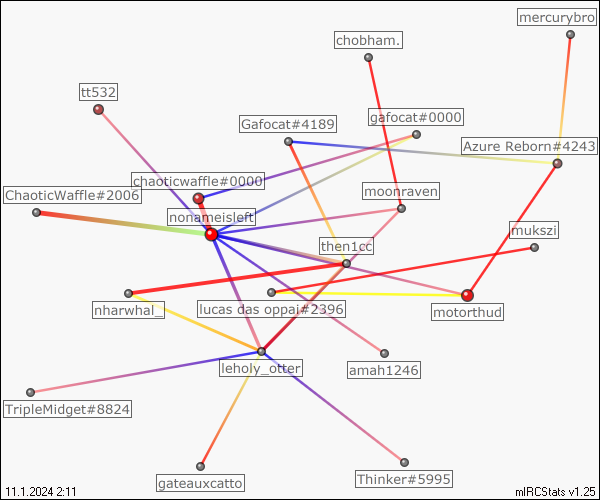 mercurybro
chobham.
tt532
gafocat#0000
Gafocat#4189
Azure Reborn#4243
chaoticwaffle#0000
moonraven
ChaoticWaffle#2006
nonameisleft
mukszi
then1cc
nharwhal_
lucas das oppai#2396
motorthud
leholy_otter
amah1246
TripleMidget#8824
gateauxcatto
Thinker#5995
11.1.2024 2:11
mIRCStats v1.25